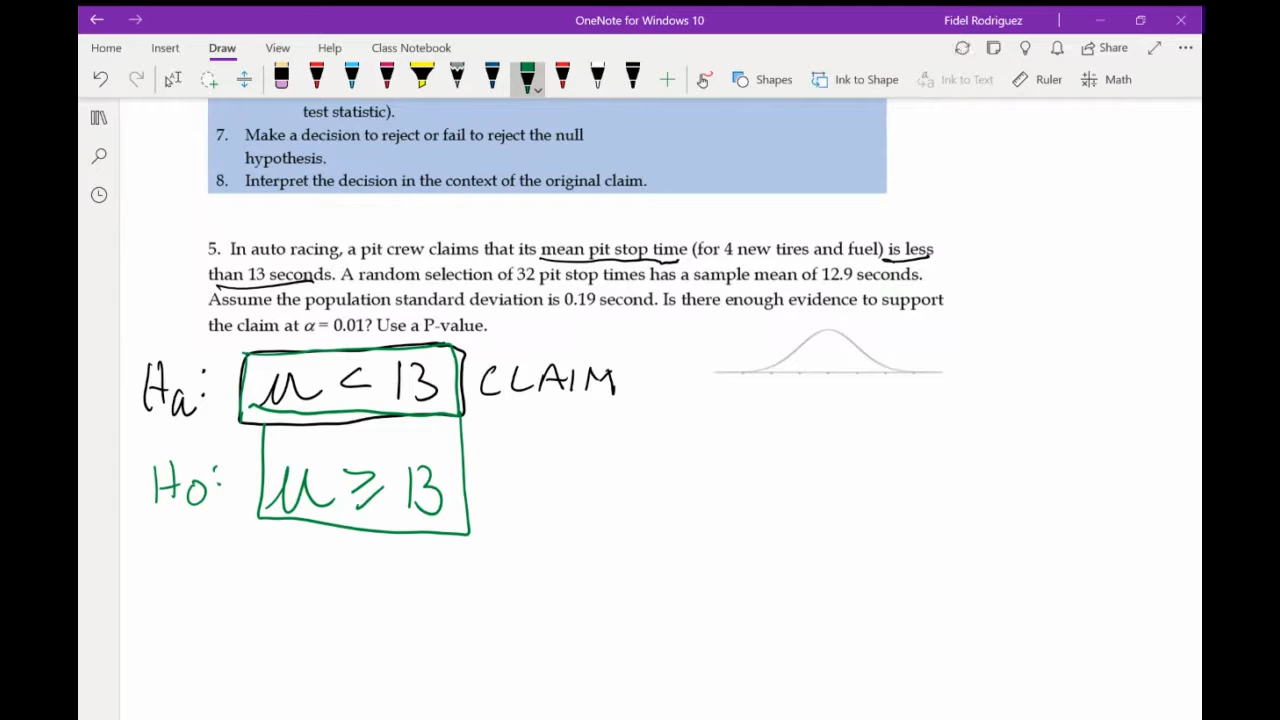 OneNote for Windows 10
Fidel Rodriguez
Home Insert Draw View Help Class Notebook
Share
Shapes Ink to Shape Ink to Text Ruler Math
test statistic).
7. Make a decision to reject or fail to reject the null
hypothesis.
8. Interpret the decision in the context of the original claim.
5. In auto racing, a pit crew claims that its mean pit stop time (for 4 new tires and fuel) is less
than 13 seconds. A random selection of 32 pit stop times has a sample mean of 12.9 seconds.
Assume the population standard deviation is 0.19 second. Is there enough evidence to support
the claim at α = 0.01? Use a P-value.
Ha: μ < 13 CLAIM
Ho: μ ≥ 13